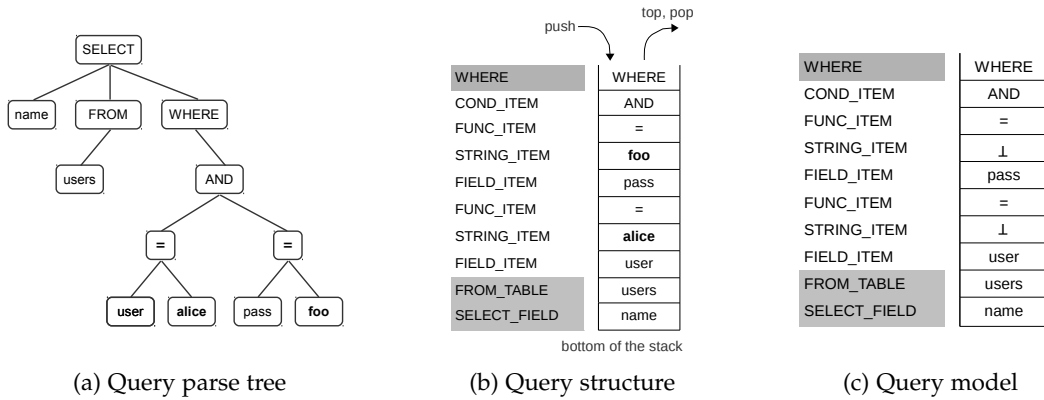 SELECT
name FROM WHERE
users AND
= =
user alice pass foo
(a) Query parse tree
push top, pop
WHERE WHERE
COND_ITEM AND
FUNC_ITEM =
STRING_ITEM foo
FIELD_ITEM pass
FUNC_ITEM =
STRING_ITEM alice
FIELD_ITEM user
FROM_TABLE users
SELECT_FIELD name
bottom of the stack
(b) Query structure
WHERE WHERE
COND_ITEM AND
FUNC_ITEM =
STRING_ITEM ⊥
FIELD_ITEM pass
FUNC_ITEM =
STRING_ITEM ⊥
FIELD_ITEM user
FROM_TABLE users
SELECT_FIELD name
(c) Query model